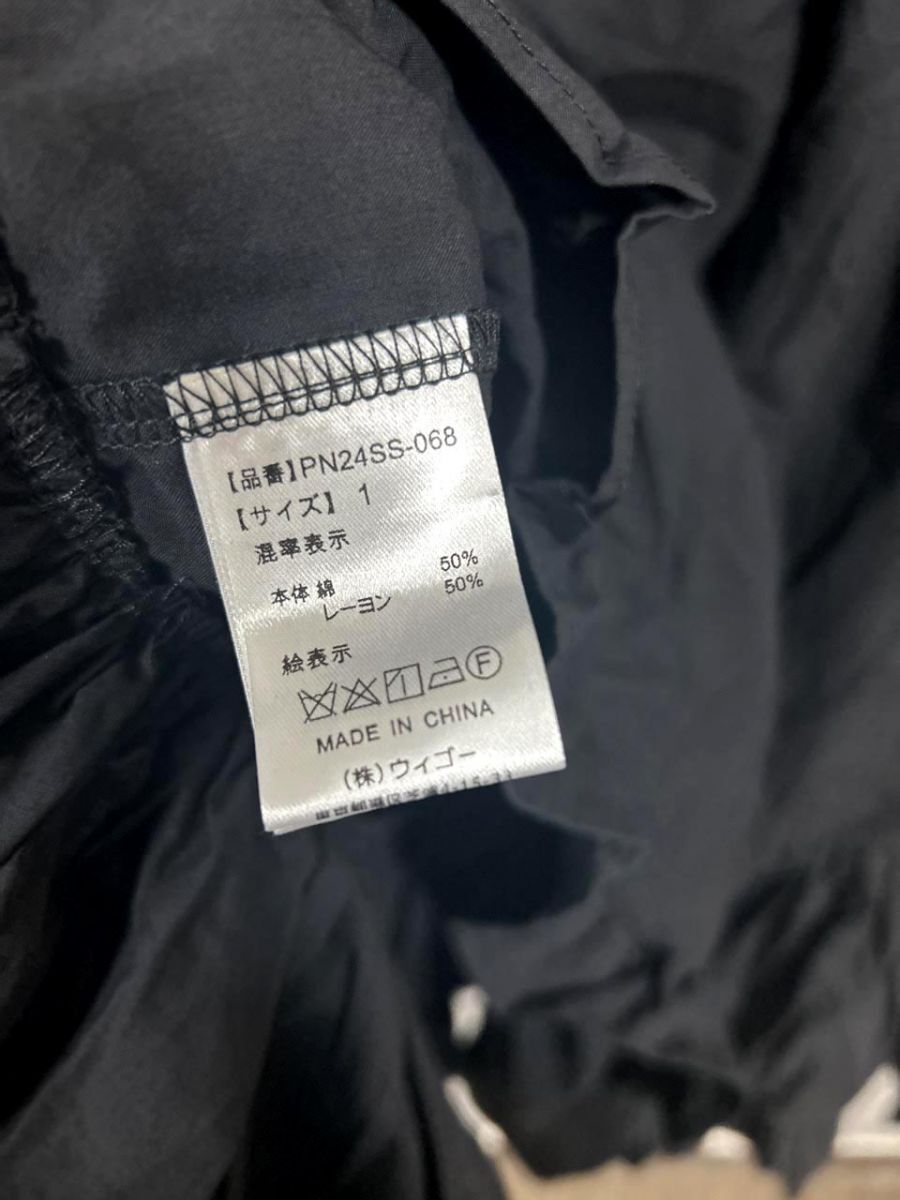 【品番】PN24SS-068
【サイズ】 1
混率表示
本体 綿 50%
レーヨン 50%
絵表示
F
MADE IN CHINA
(株)ウィゴー